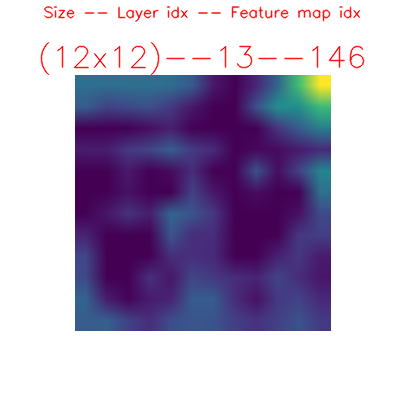 Size -- Layer idx -- Feature map idx
(12x12)--13--146